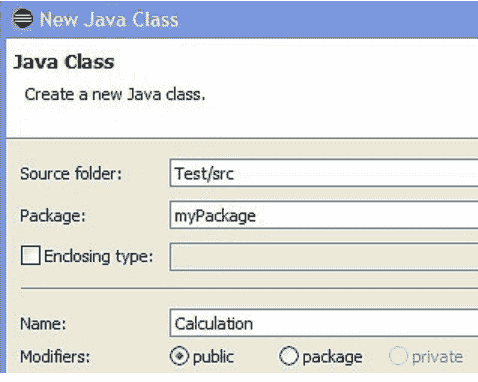 New Java Class
Java Class
Create a new Java class.
Source folder: Test/src
Package: myPackage
Enclosing type:
Name: Calculation
Modifiers: public package private